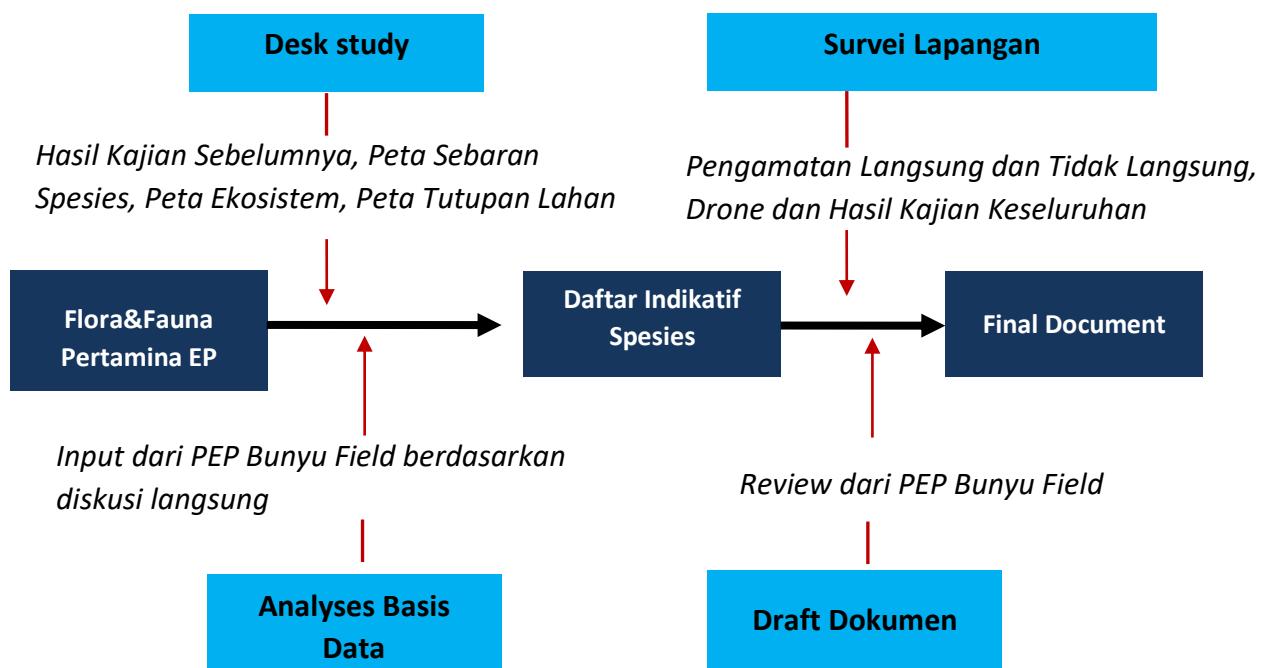 Desk study
Survei Lapangan
Hasil Kajian Sebelumnya, Peta Sebaran
Spesies, Peta Ekosistem, Peta Tutupan Lahan
Pengamatan Langsung dan Tidak Langsung,
Drone dan Hasil Kajian Keseluruhan
Flora&Fauna
Pertamina EP
Daftar Indikatif
Spesies
Final Document
Input dari PEP Bunyu Field berdasarkan
diskusi langsung
Review dari PEP Bunyu Field
Analyses Basis
Data
Draft Dokumen